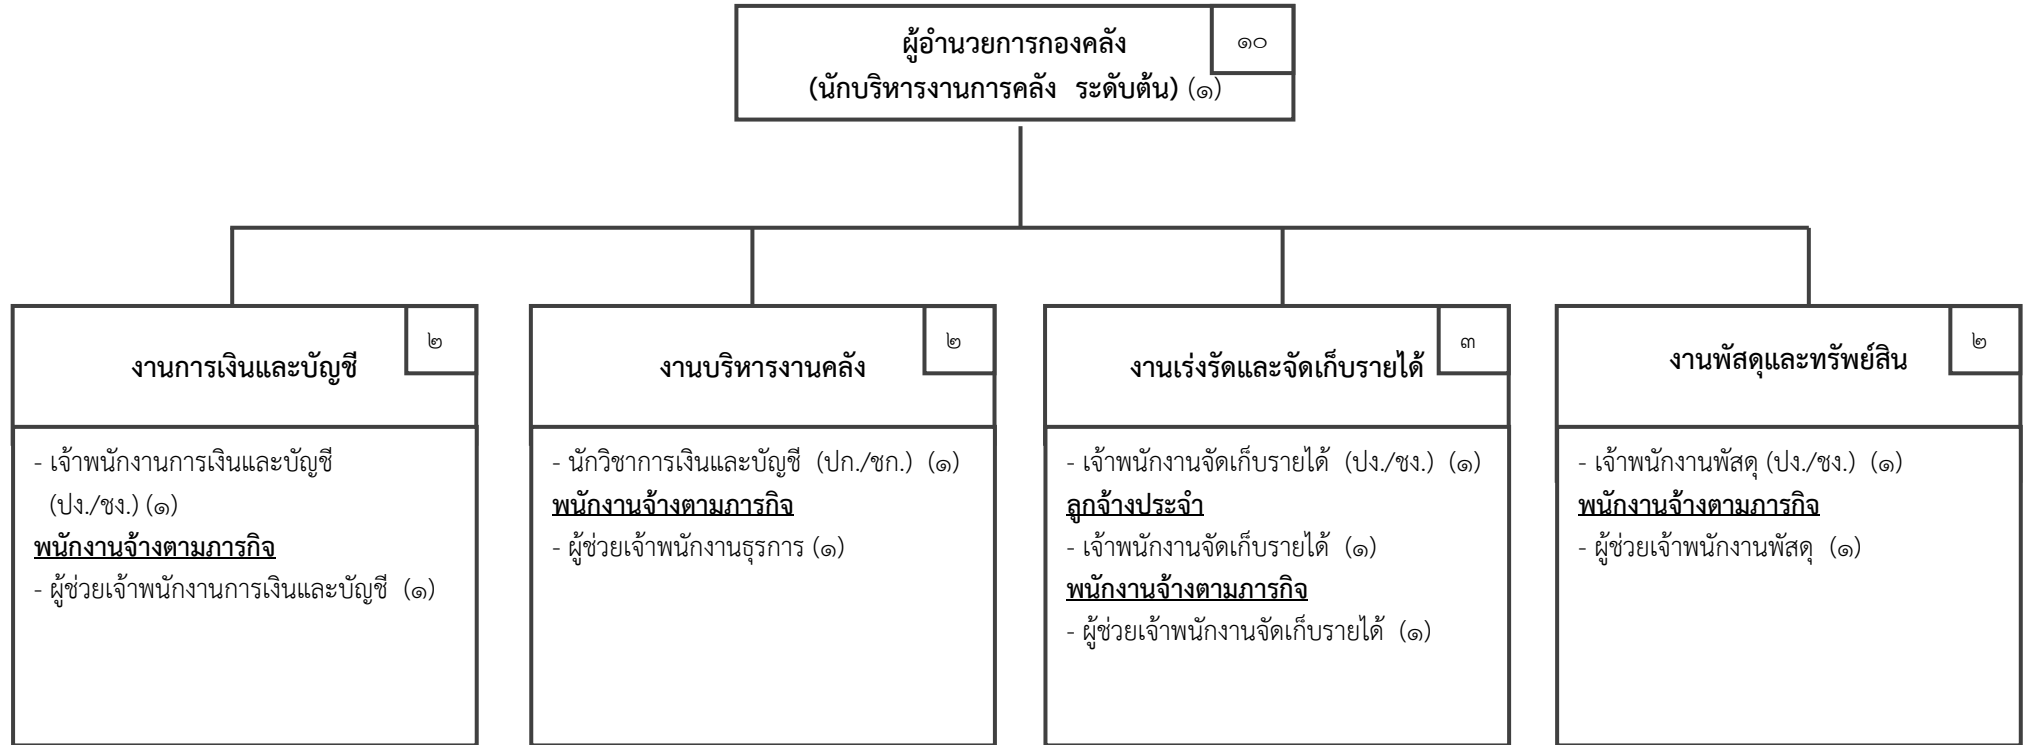 ผู้อำนวยการกองคลัง
๑๐
(นักบริหารงานการคลัง ระดับต้น) (๑)
งานการเงินและบัญชี
๒
- เจ้าพนักงานการเงินและบัญชี
(ปง./ชง.) (๑)
พนักงานจ้างตามภารกิจ
- ผู้ช่วยเจ้าพนักงานการเงินและบัญชี (๑)
งานบริหารงานคลัง
๒
- นักวิชาการเงินและบัญชี (ปก./ชก.) (๑)
พนักงานจ้างตามภารกิจ
- ผู้ช่วยเจ้าพนักงานธุรการ (๑)
งานเร่งรัดและจัดเก็บรายได้
๓
- เจ้าพนักงานจัดเก็บรายได้ (ปง./ชง.) (๑)
ลูกจ้างประจำ
- เจ้าพนักงานจัดเก็บรายได้ (๑)
พนักงานจ้างตามภารกิจ
- ผู้ช่วยเจ้าพนักงานจัดเก็บรายได้ (๑)
งานพัสดุและทรัพย์สิน
๒
- เจ้าพนักงานพัสดุ (ปง./ชง.) (๑)
พนักงานจ้างตามภารกิจ
- ผู้ช่วยเจ้าพนักงานพัสดุ (๑)